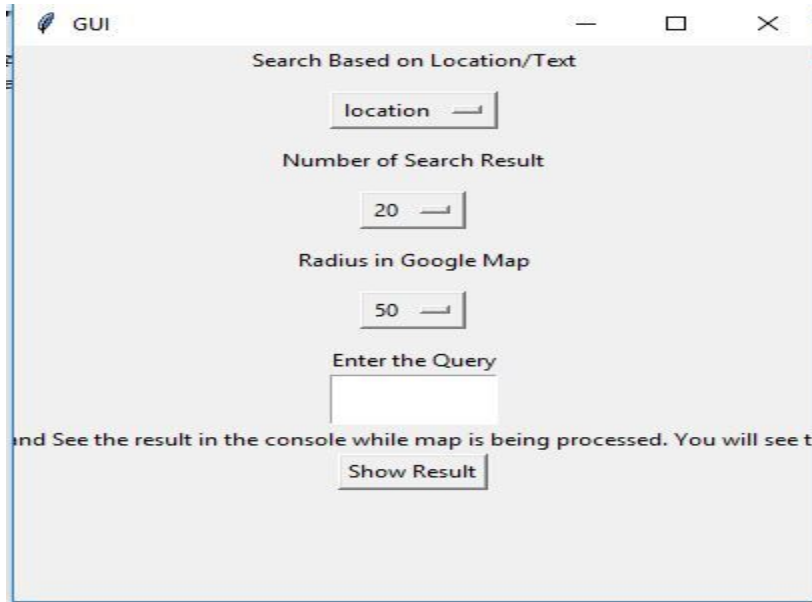 GUI
Search Based on Location/Text
location
Number of Search Result
20
Radius in Google Map
50
Enter the Query
and See the result in the console while map is being processed. You will see t
Show Result